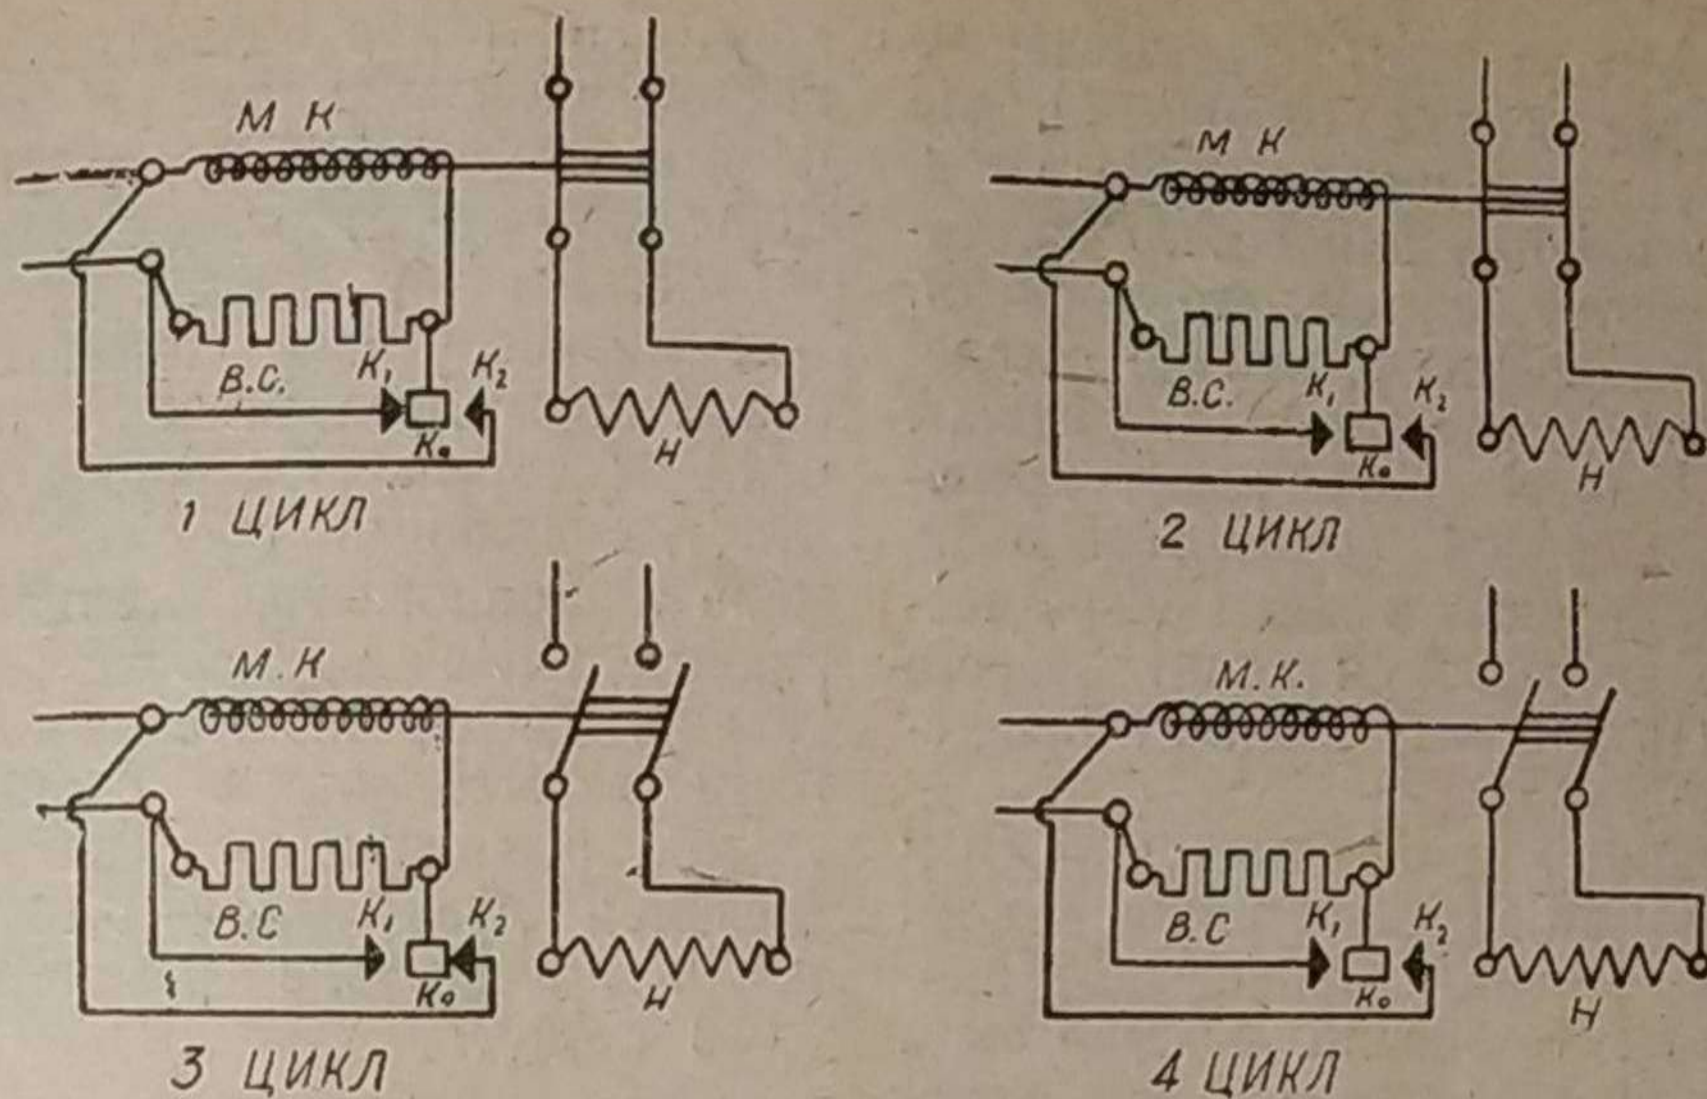 М К
В.С.
К₁
К₂
К₀
Н
1 ЦИКЛ
М К
В.С.
К₁
К₂
К₀
Н
2 ЦИКЛ
М.К
В.С
К₁
К₂
К₀
Н
3 ЦИКЛ
М.К.
В.С
К₁
К₂
К₀
Н
4 ЦИКЛ